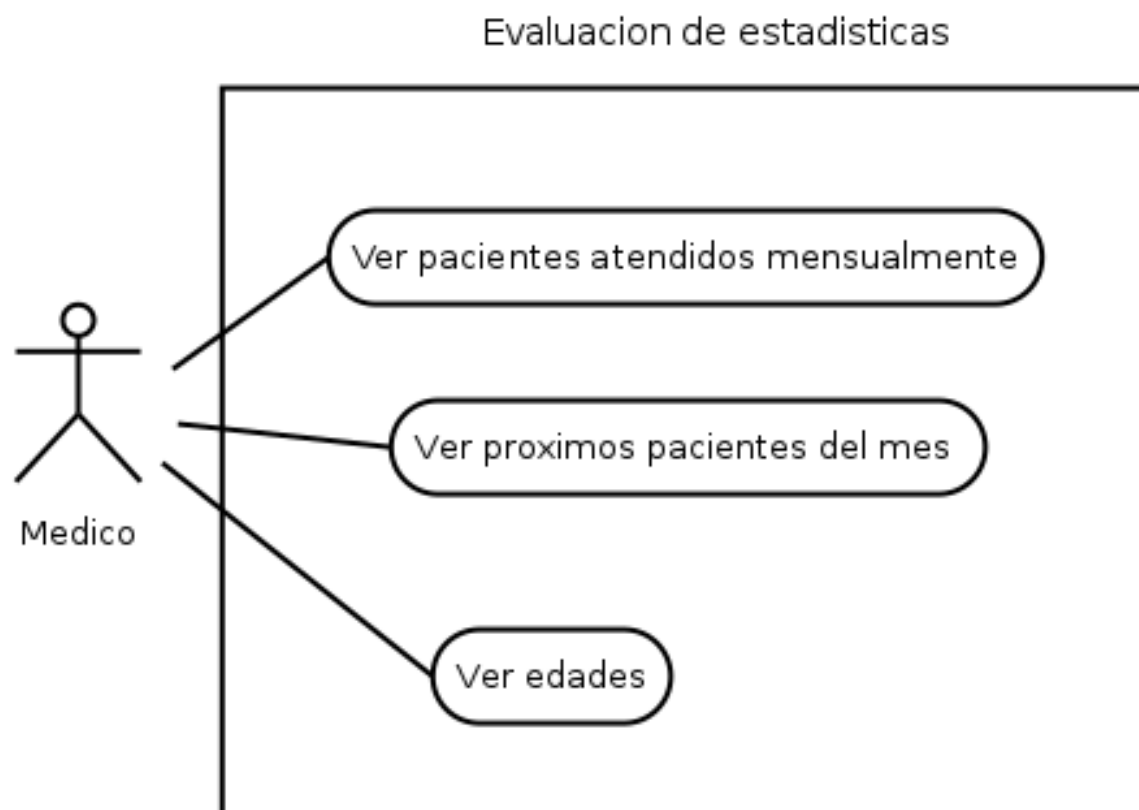 Evaluacion de estadisticas
Ver pacientes atendidos mensualmente
Ver proximos pacientes del mes
Medico
Ver edades